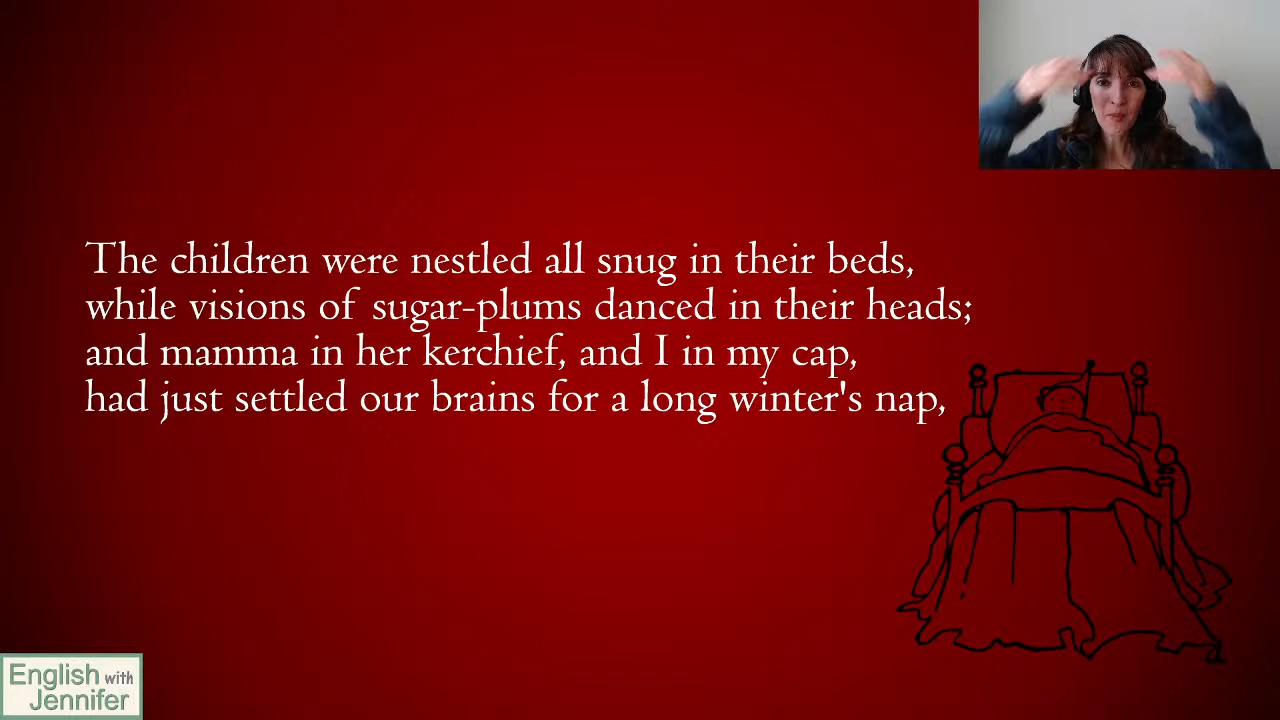 The children were nestled all snug in their beds,
while visions of sugar-plums danced in their heads;
and mamma in her kerchief, and I in my cap,
had just settled our brains for a long winter's nap,
English with
Jennifer